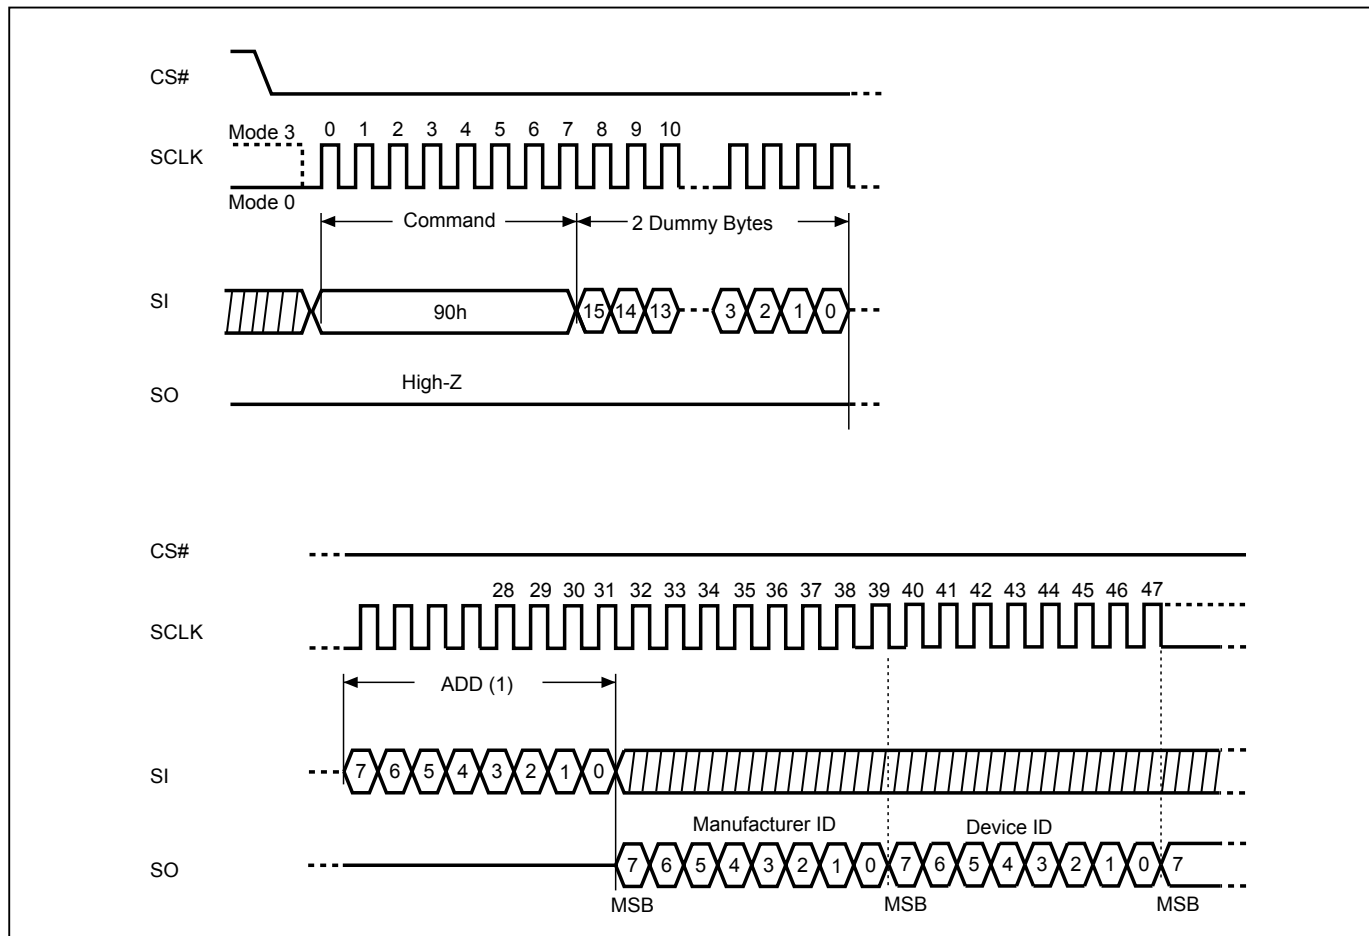 CS#
Mode 3 0 1 2 3 4 5 6 7 8 9 10
SCLK
Mode 0
Command 2 Dummy Bytes
SI 90h 15 14 13 3 2 1 0
High-Z
SO
CS#
28 29 30 31 32 33 34 35 36 37 38 39 40 41 42 43 44 45 46 47
SCLK
ADD (1)
SI 7 6 5 4 3 2 1 0
Manufacturer ID Device ID
SO 7 6 5 4 3 2 1 0 7 6 5 4 3 2 1 0 7
MSB MSB MSB